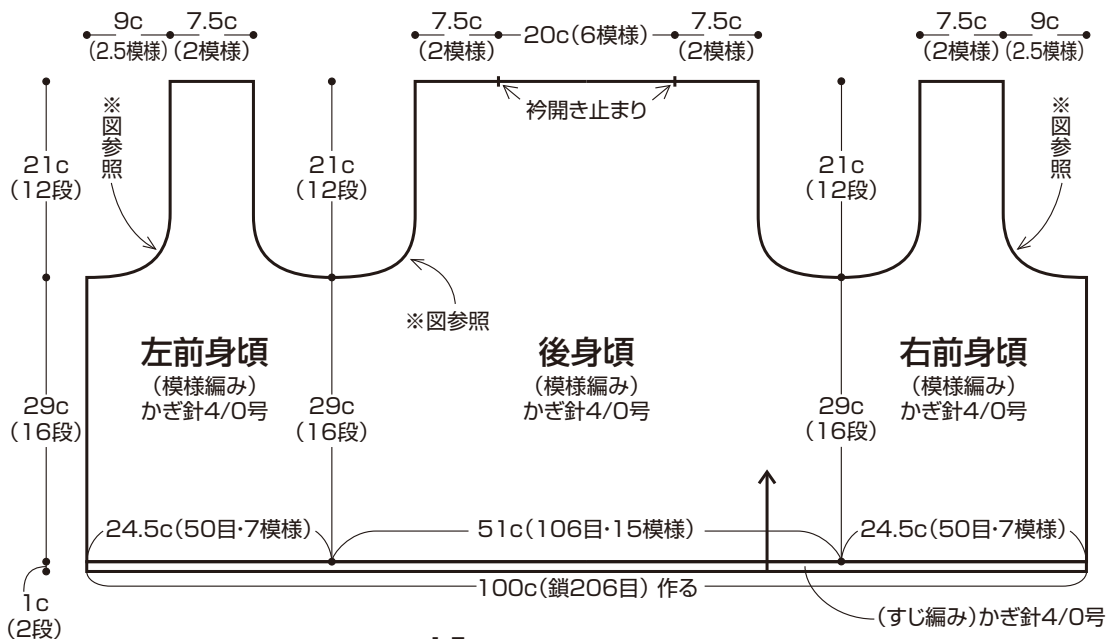 9c
(2.5模様)
7.5c
(2模様)
7.5c
(2模様)
20c(6模様)
7.5c
(2模様)
7.5c
(2模様)
9c
(2.5模様)
衿開き止まり
※図参照
※図参照
21c
(12段)
21c
(12段)
21c
(12段)
※図参照
左前身頃
(模様編み)
かぎ針4/0号
後身頃
(模様編み)
かぎ針4/0号
右前身頃
(模様編み)
かぎ針4/0号
29c
(16段)
29c
(16段)
29c
(16段)
24.5c(50目・7模様)
51c(106目・15模様)
24.5c(50目・7模様)
100c(鎖206目) 作る
1c
(2段)
(すじ編み)かぎ針4/0号